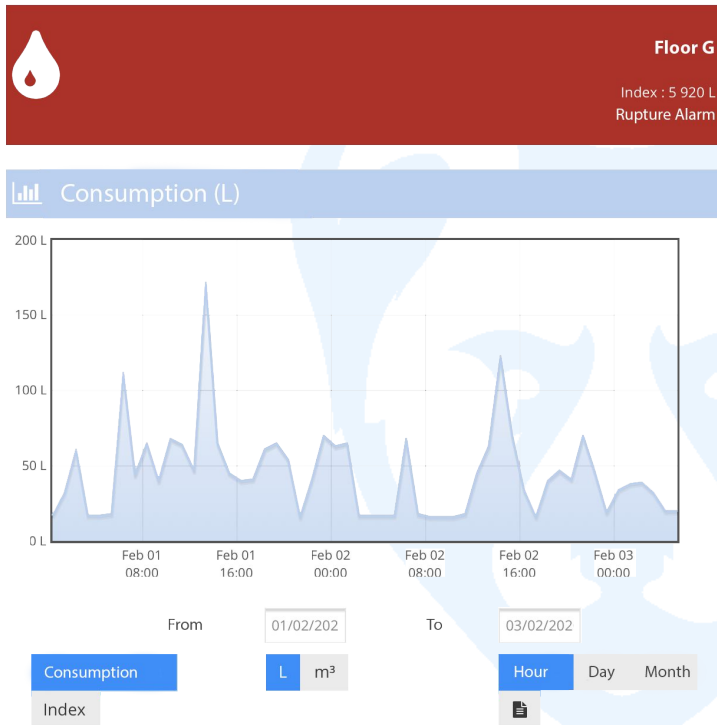 Floor G
Index : 5 920 L
Rupture Alarm
Consumption (L)
200 L
150 L
100 L
50 L
0 L
Feb 01 Feb 01 Feb 02 Feb 02 Feb 02 Feb 03
08:00 16:00 00:00 08:00 16:00 00:00
From 01/02/202 To 03/02/202
Consumption L m³ Hour Day Month
Index